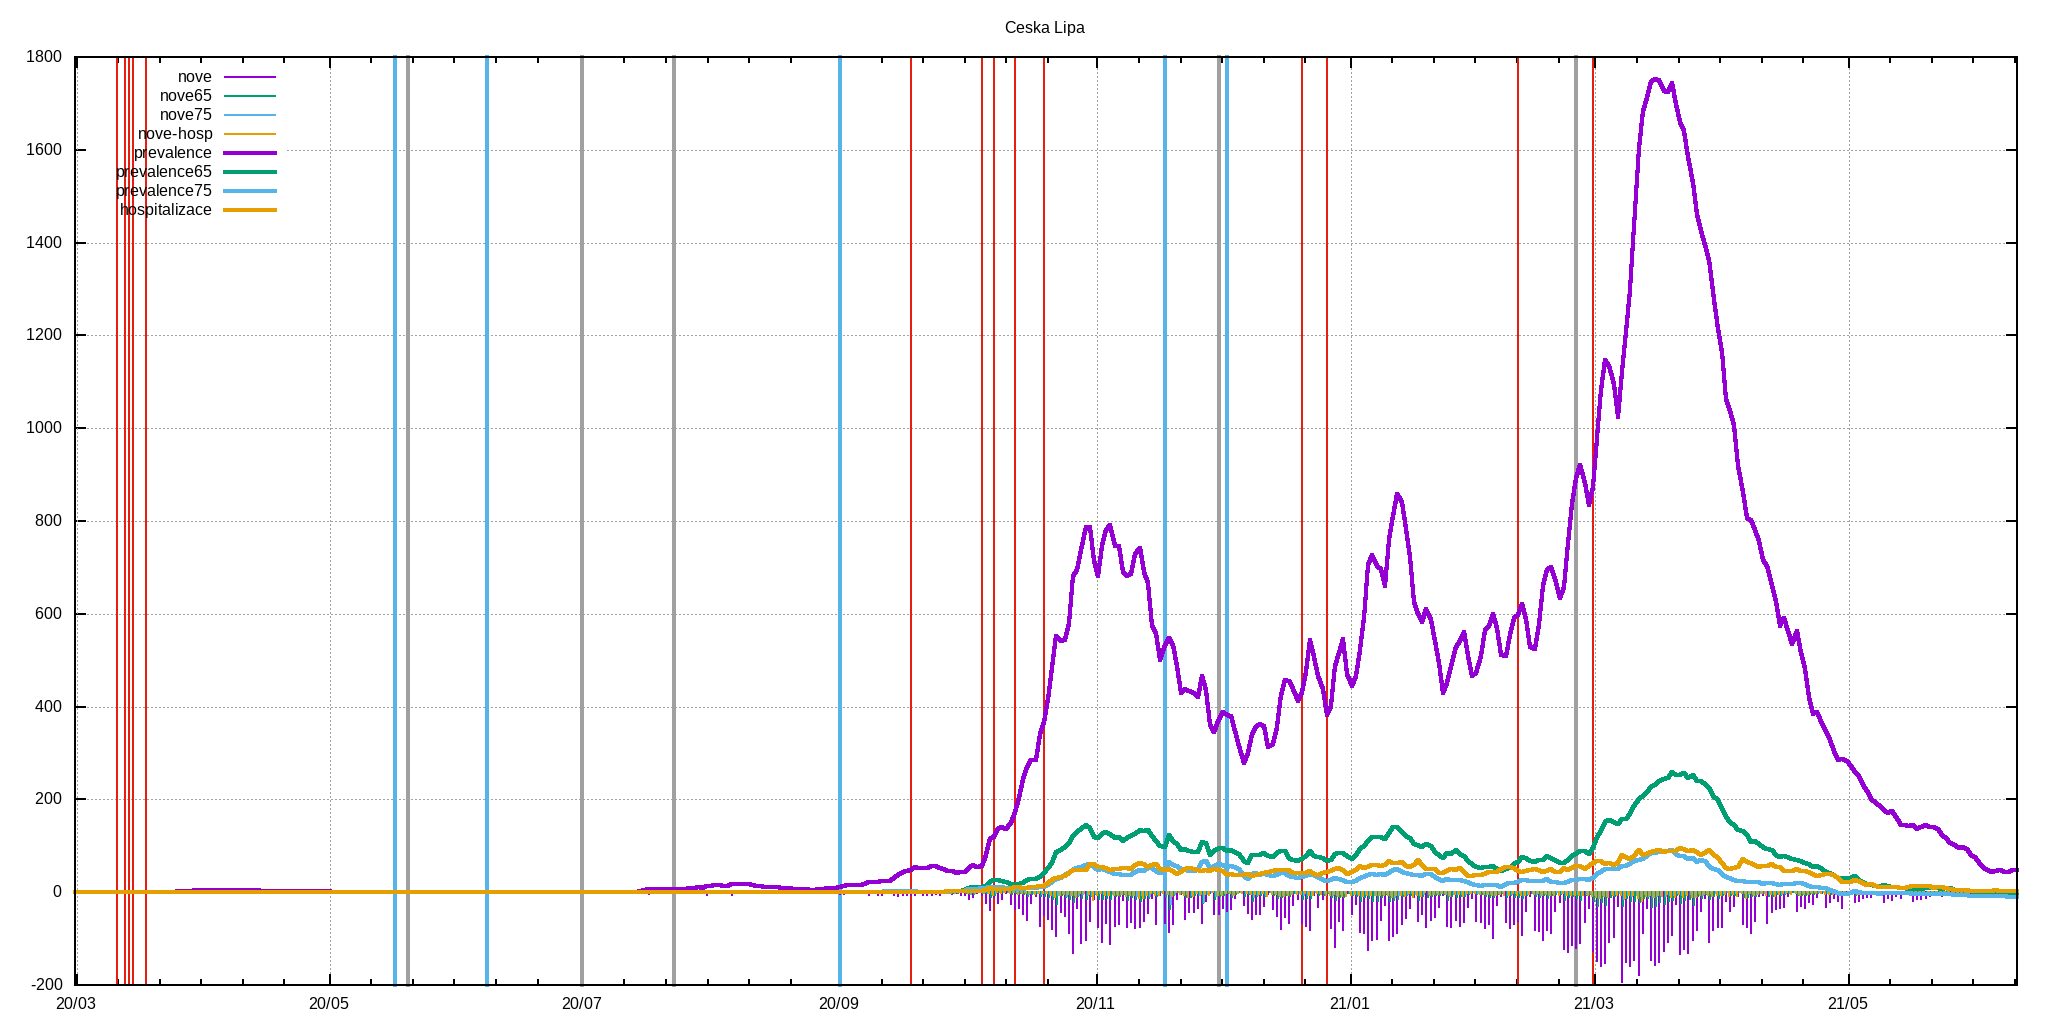 Ceska Lipa
1800
1600
1400
1200
1000
800
600
400
200
0
-200
nove
nove65
nove75
nove-hosp
prevalence
prevalence65
prevalence75
hospitalizace
20/03 20/05 20/07 20/09 20/11 21/01 21/03 21/05